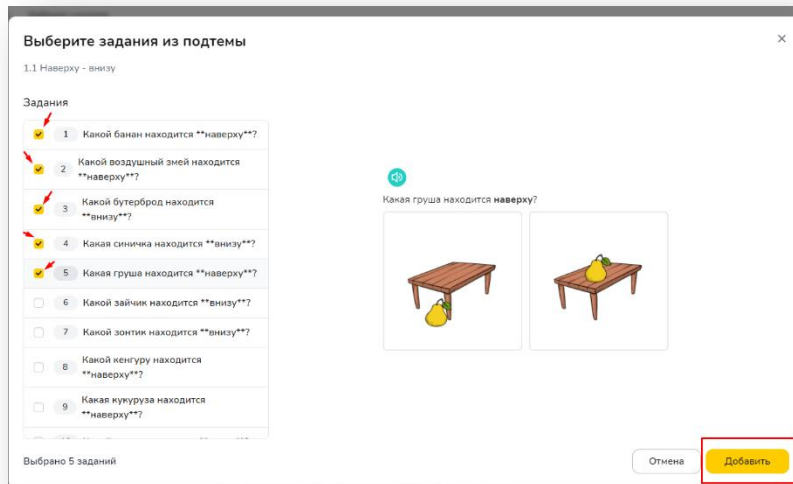 Выберите задания из подтемы
1.1 Наверху - внизу
Задания
1 Какой банан находится **наверху**?
2 Какой воздушный змей находится
**наверху**?
3 Какой бутерброд находится
**внизу**?
4 Какая синичка находится **внизу**?
5 Какая груша находится **наверху**?
6 Какой зайчик находится **внизу**?
7 Какой зонтик находится **внизу**?
8 Какой кенгуру находится
**наверху**?
9 Какая кукуруза находится
**наверху**?
Выбрано 5 заданий
Какая груша находится наверху?
Отмена
Добавить